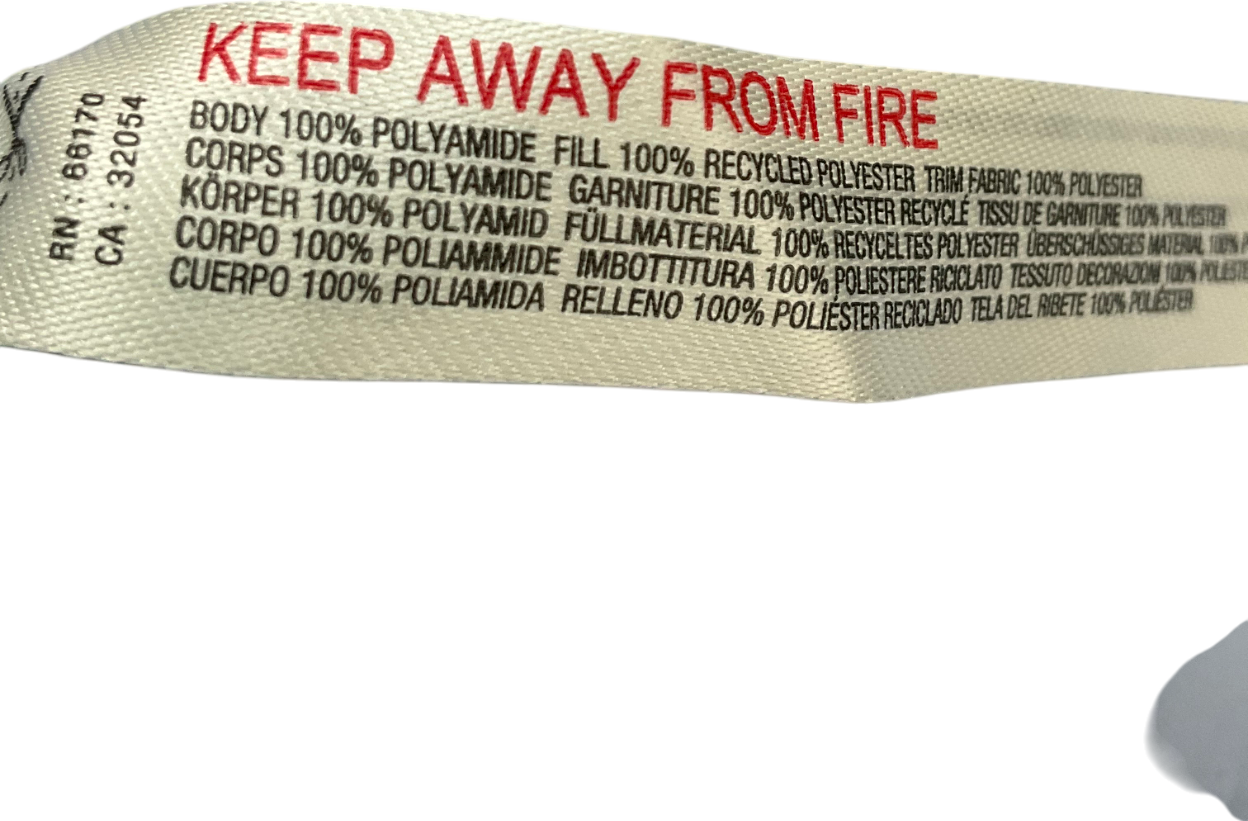 RN : 66170
CA : 32054
KEEP AWAY FROM FIRE
BODY 100% POLYAMIDE FILL 100% RECYCLED POLYESTER TRIM FABRIC 100% POLYESTER
CORPS 100% POLYAMIDE GARNITURE 100% POLYESTER RECYCLÉ TISSU DE GARNITURE 100% POLYESTER
KÖRPER 100% POLYAMID FÜLLMATERIAL 100% RECYCELTES POLYESTER ÜBERSCHÜSSIGES MATERIAL 100%
CORPO 100% POLIAMMIDE IMBOTTITURA 100% POLIESTERE RICICLATO TESSUTO DECORAZIONI 100%
CUERPO 100% POLIAMIDA RELLENO 100% POLIÉSTER RECICLADO TELA DEL RIBETE 100% POLIÉSTER